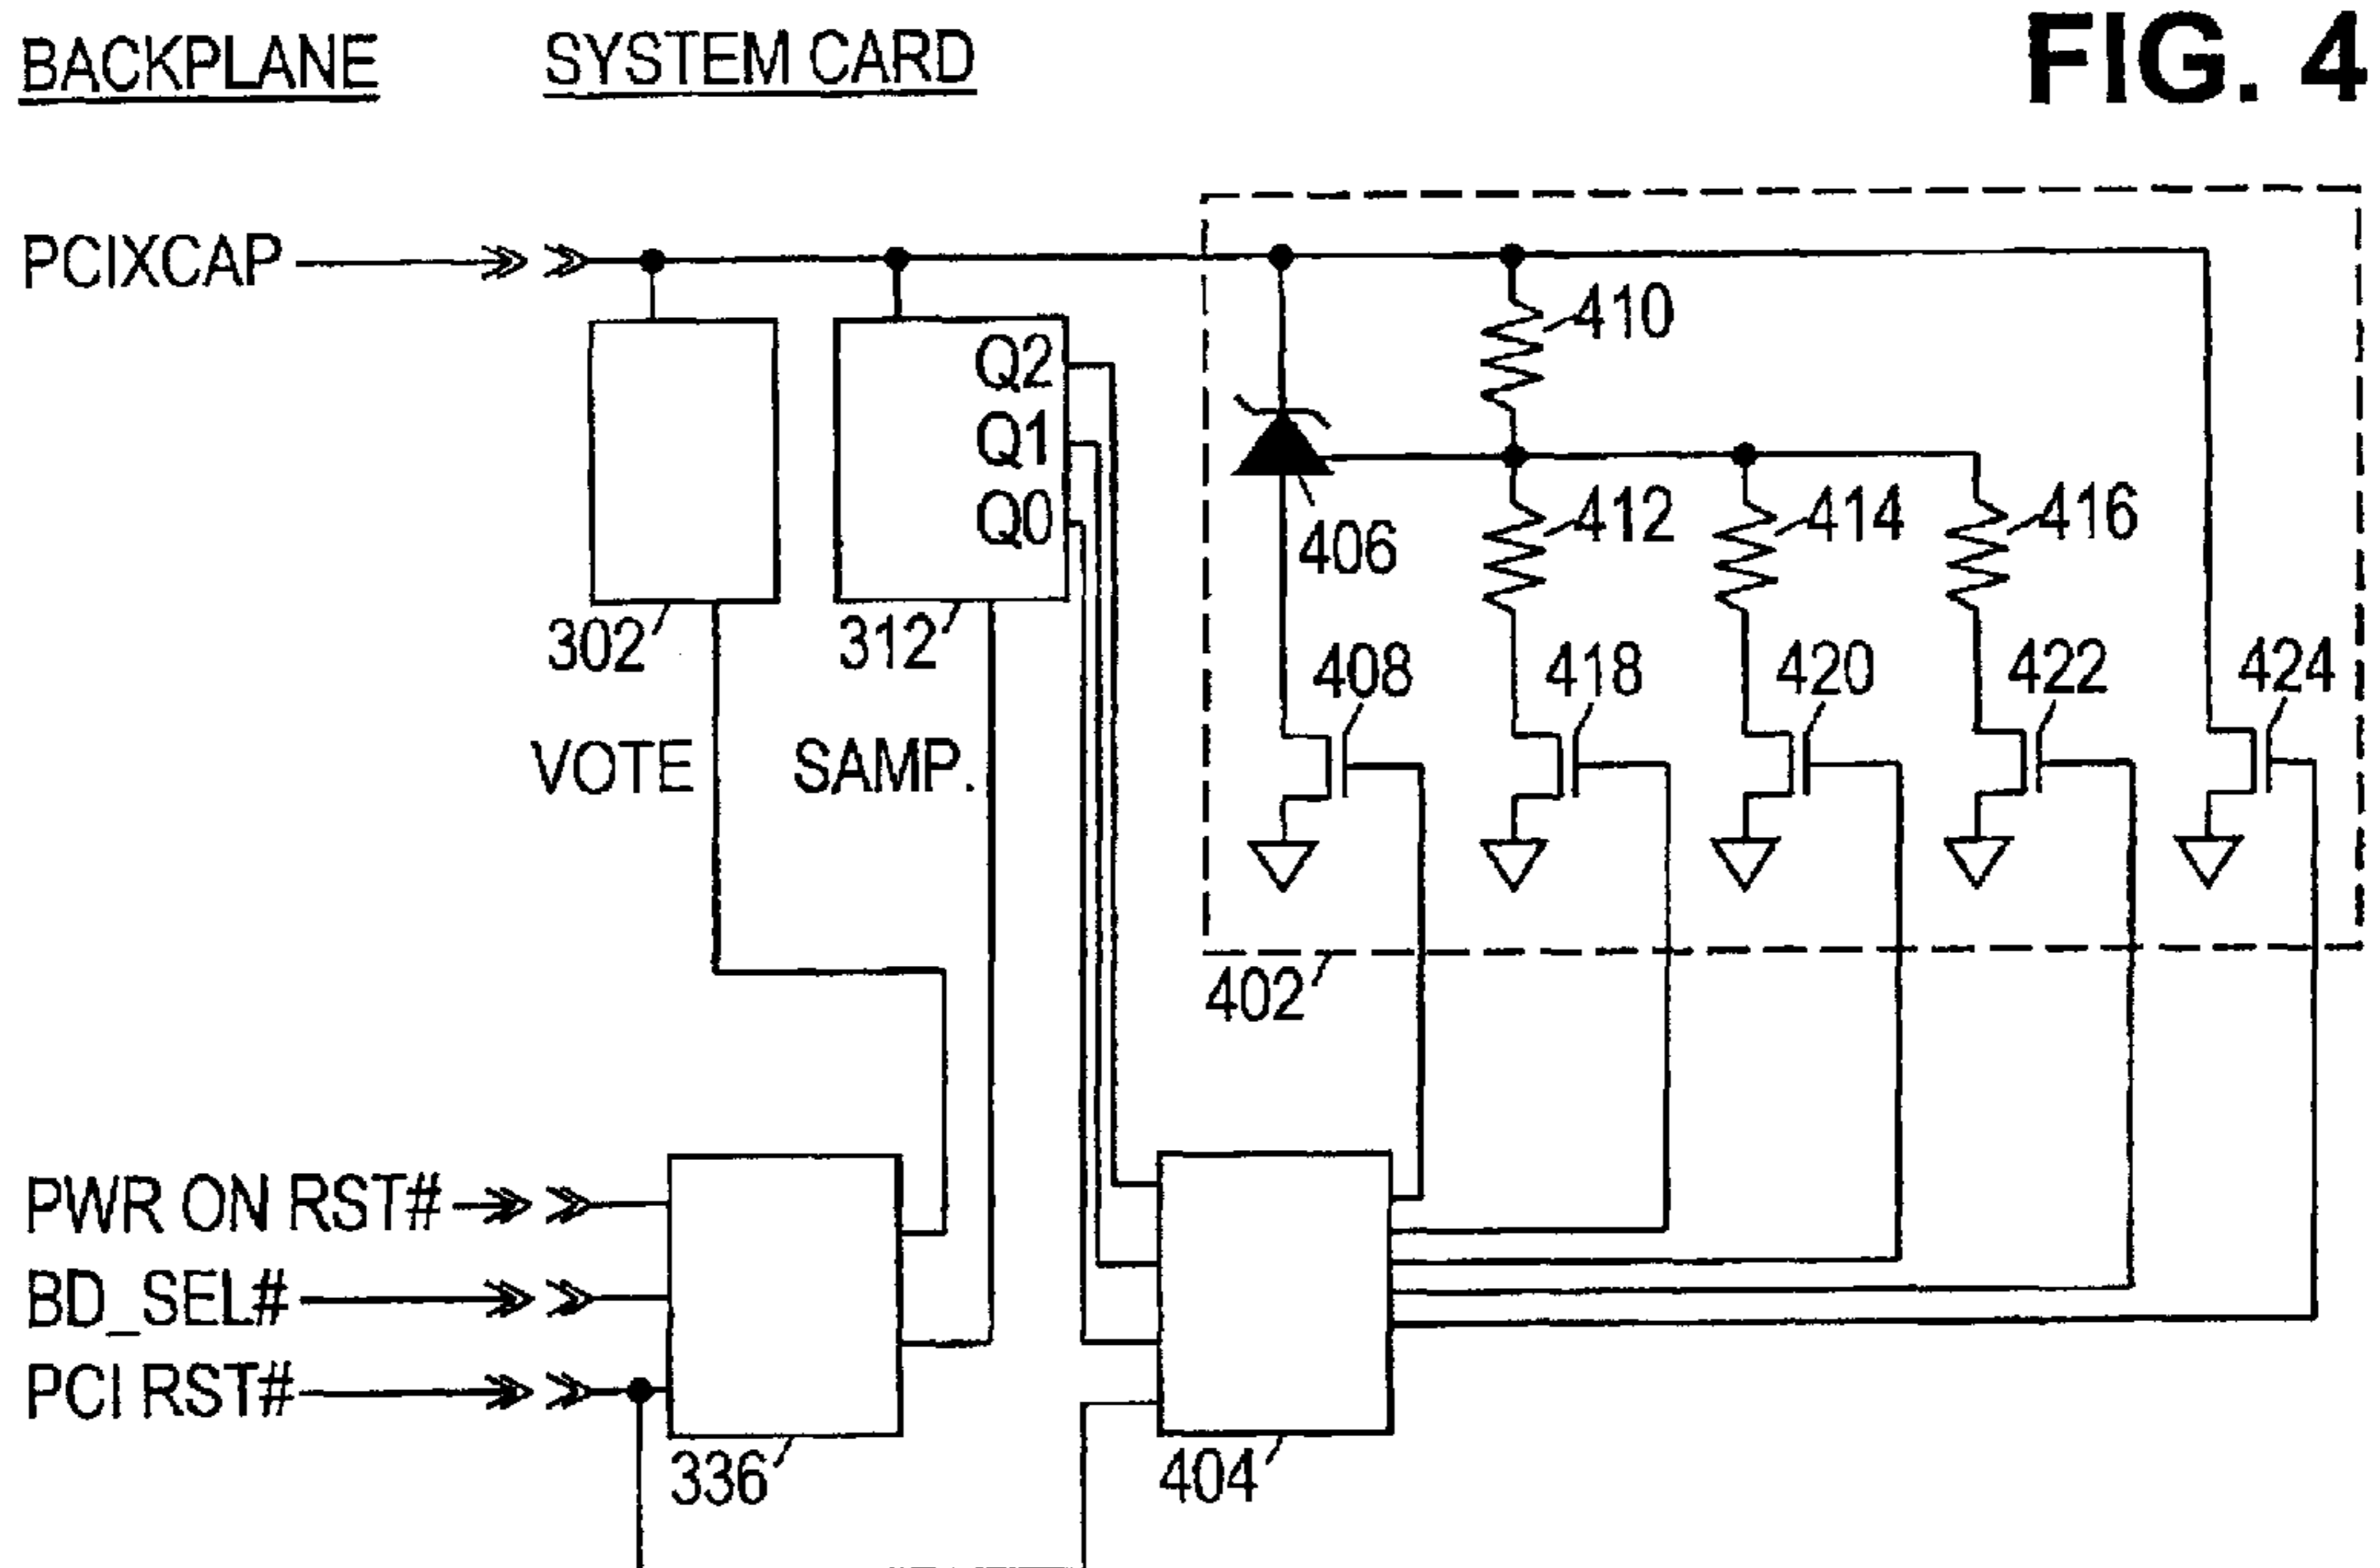 BACKPLANE SYSTEM CARD FIG. 4
PCIXCAP
410
Q2
Q1
Q0
412 414 416
406
302 312
408 418 420 422 424
VOTE SAMP.
402
PWR ON RST#
BD_SEL#
PCI RST#
336 404